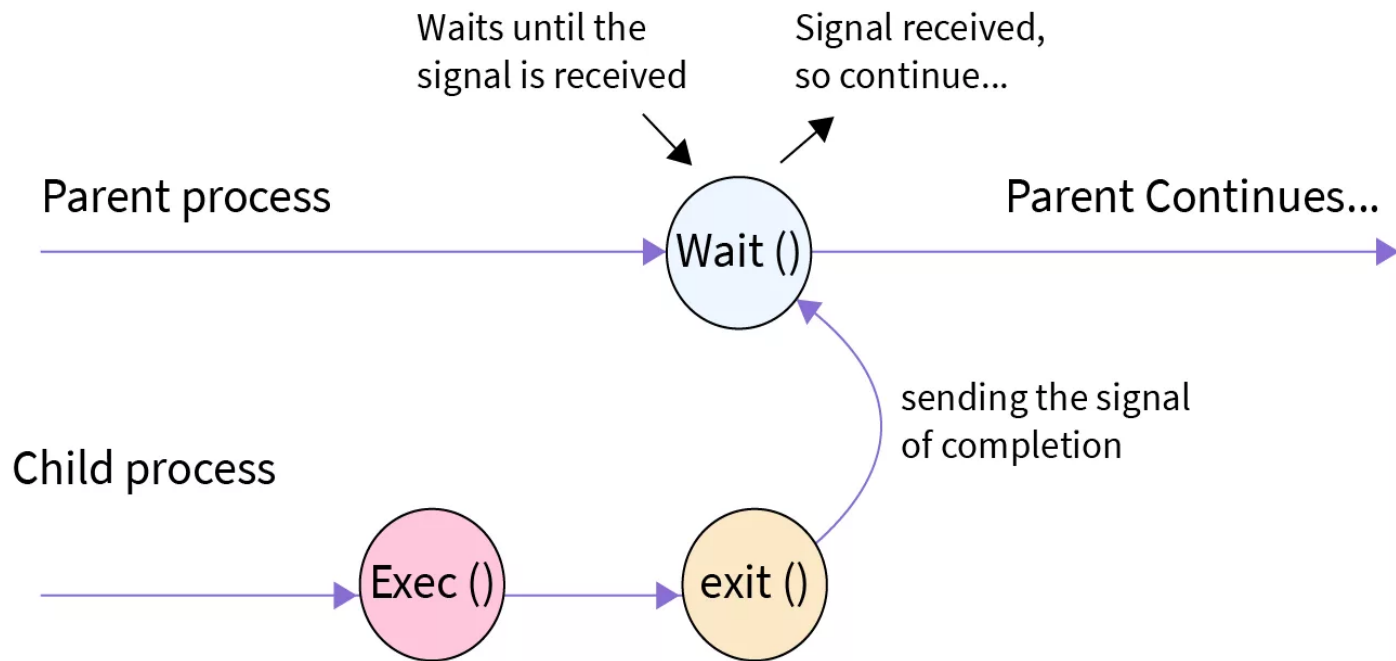 Waits until the
signal is received
Signal received,
so continue...
Parent process
Parent Continues...
Wait ()
sending the signal
of completion
Child process
Exec ()
exit ()